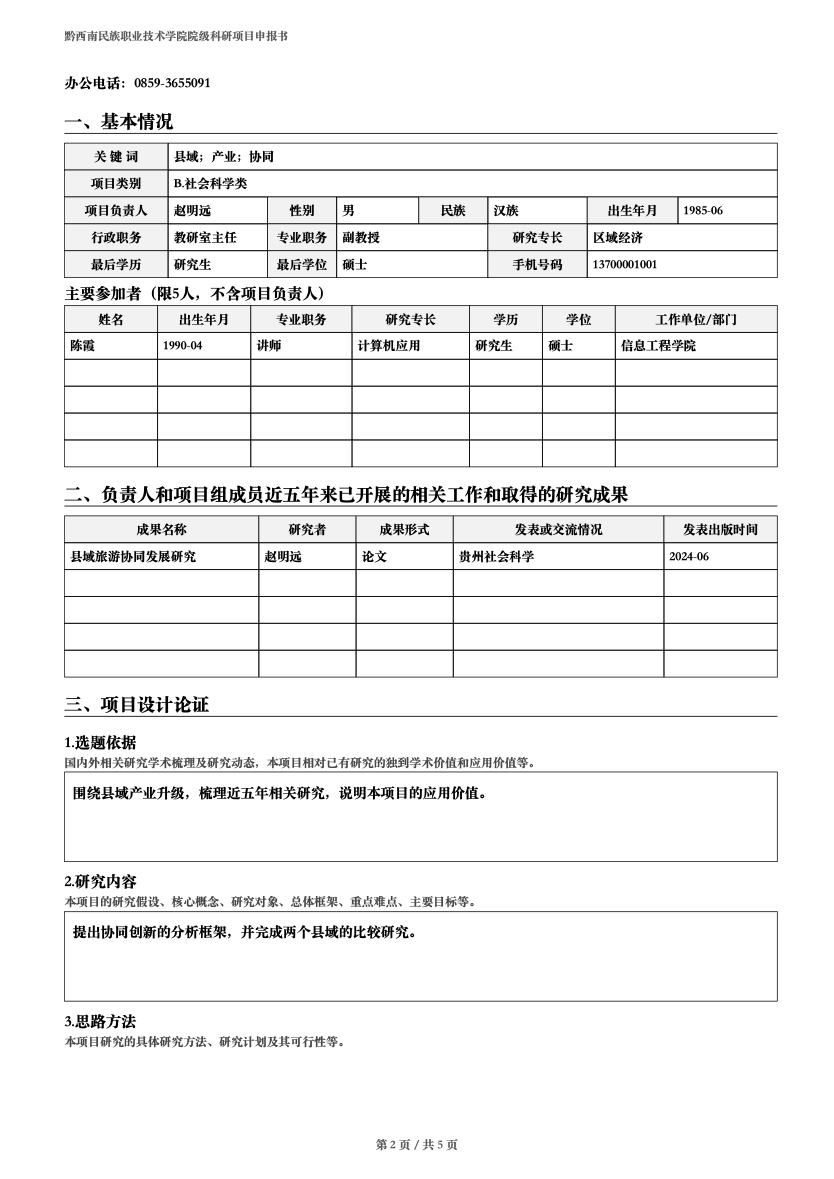 黔西南民族职业技术学院院级科研项目申报书
办公电话：0859-3655091
一、基本情况
关 键 词 县域；产业；协同
项目类别 B.社会科学类
项目负责人 赵明远 性别 男 民族 汉族 出生年月 1985-06
行政职务 教研室主任 专业职务 副教授 研究专长 区域经济
最后学历 研究生 最后学位 硕士 手机号码 13700001001
主要参加者（限5人，不含项目负责人）
姓名 出生年月 专业职务 研究专长 学历 学位 工作单位/部门
陈霞 1990-04 讲师 计算机应用 研究生 硕士 信息工程学院
二、负责人和项目组成员近五年来已开展的相关工作和取得的研究成果
成果名称 研究者 成果形式 发表或交流情况 发表出版时间
县域旅游协同发展研究 赵明远 论文 贵州社会科学 2024-06
三、项目设计论证
1.选题依据
国内外相关研究学术梳理及研究动态，本项目相对已有研究的独到学术价值和应用价值等。
围绕县域产业升级，梳理近五年相关研究，说明本项目的应用价值。
2.研究内容
本项目的研究假设、核心概念、研究对象、总体框架、重点难点、主要目标等。
提出协同创新的分析框架，并完成两个县域的比较研究。
3.思路方法
本项目研究的具体研究方法、研究计划及其可行性等。
第 2 页 / 共 5 页